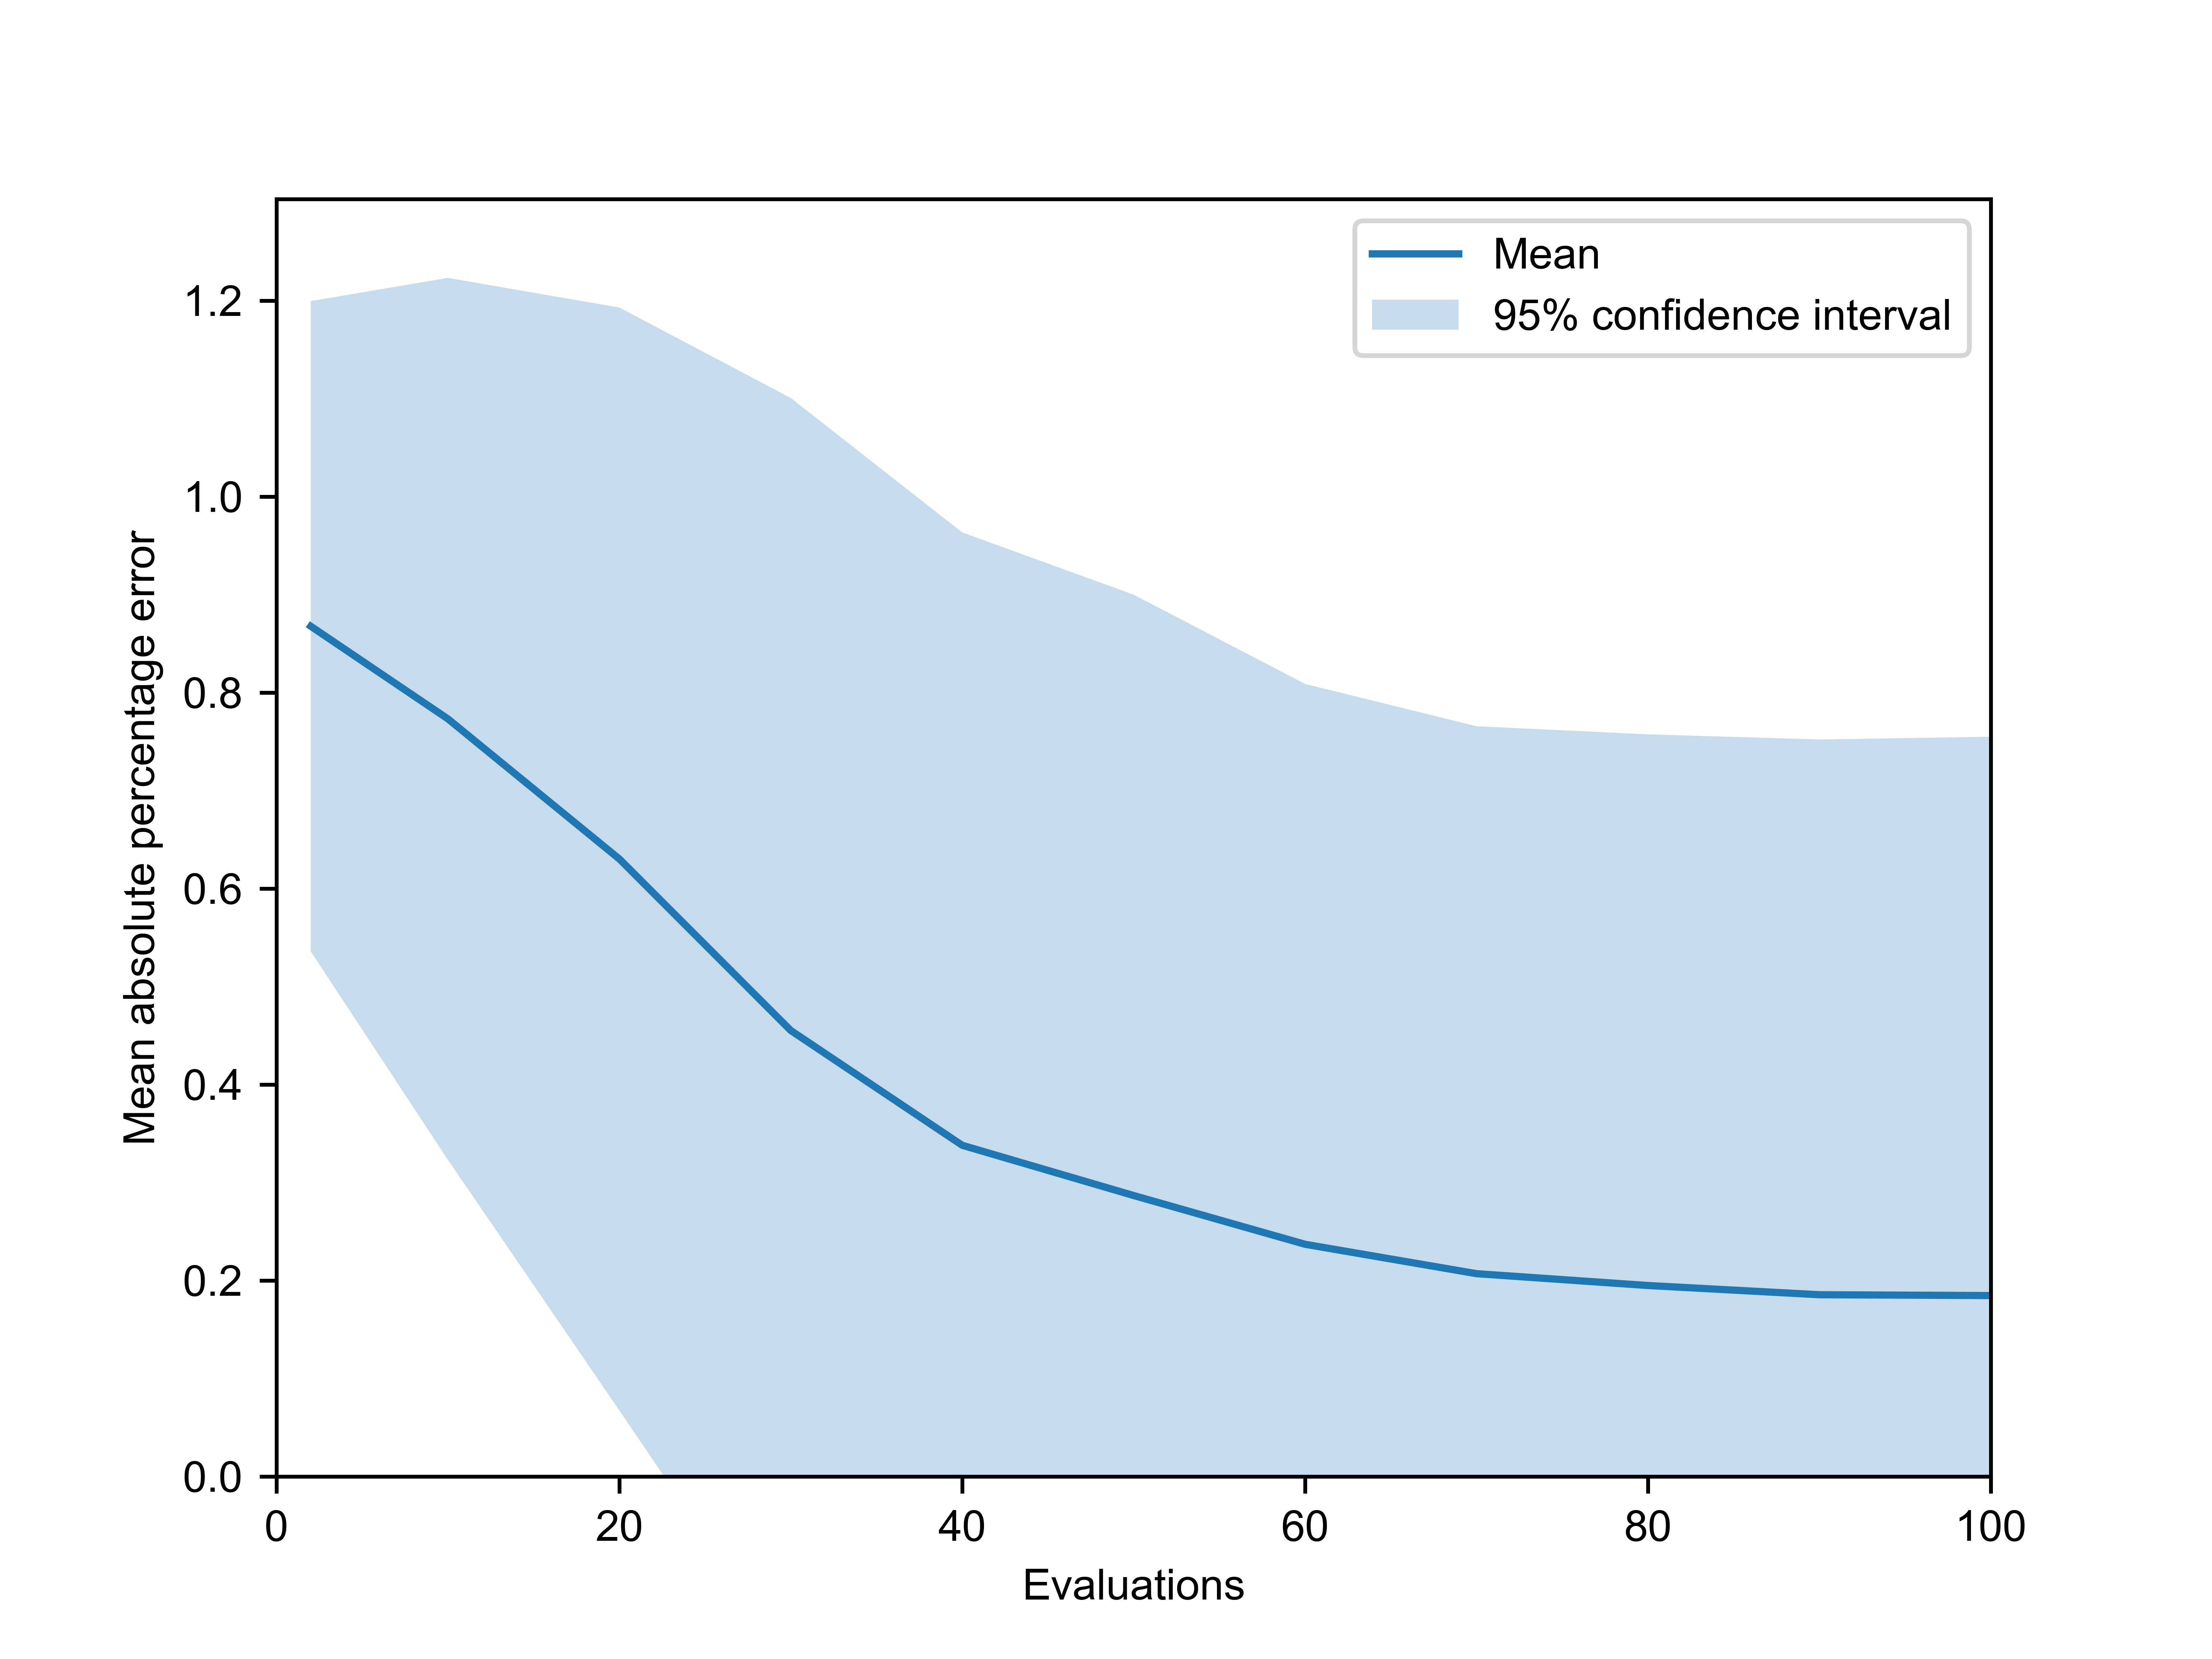 Mean
95% confidence interval
1.2
1.0
0.8
0.6
0.4
0.2
0.0
Mean absolute percentage error
0 20 40 60 80 100
Evaluations